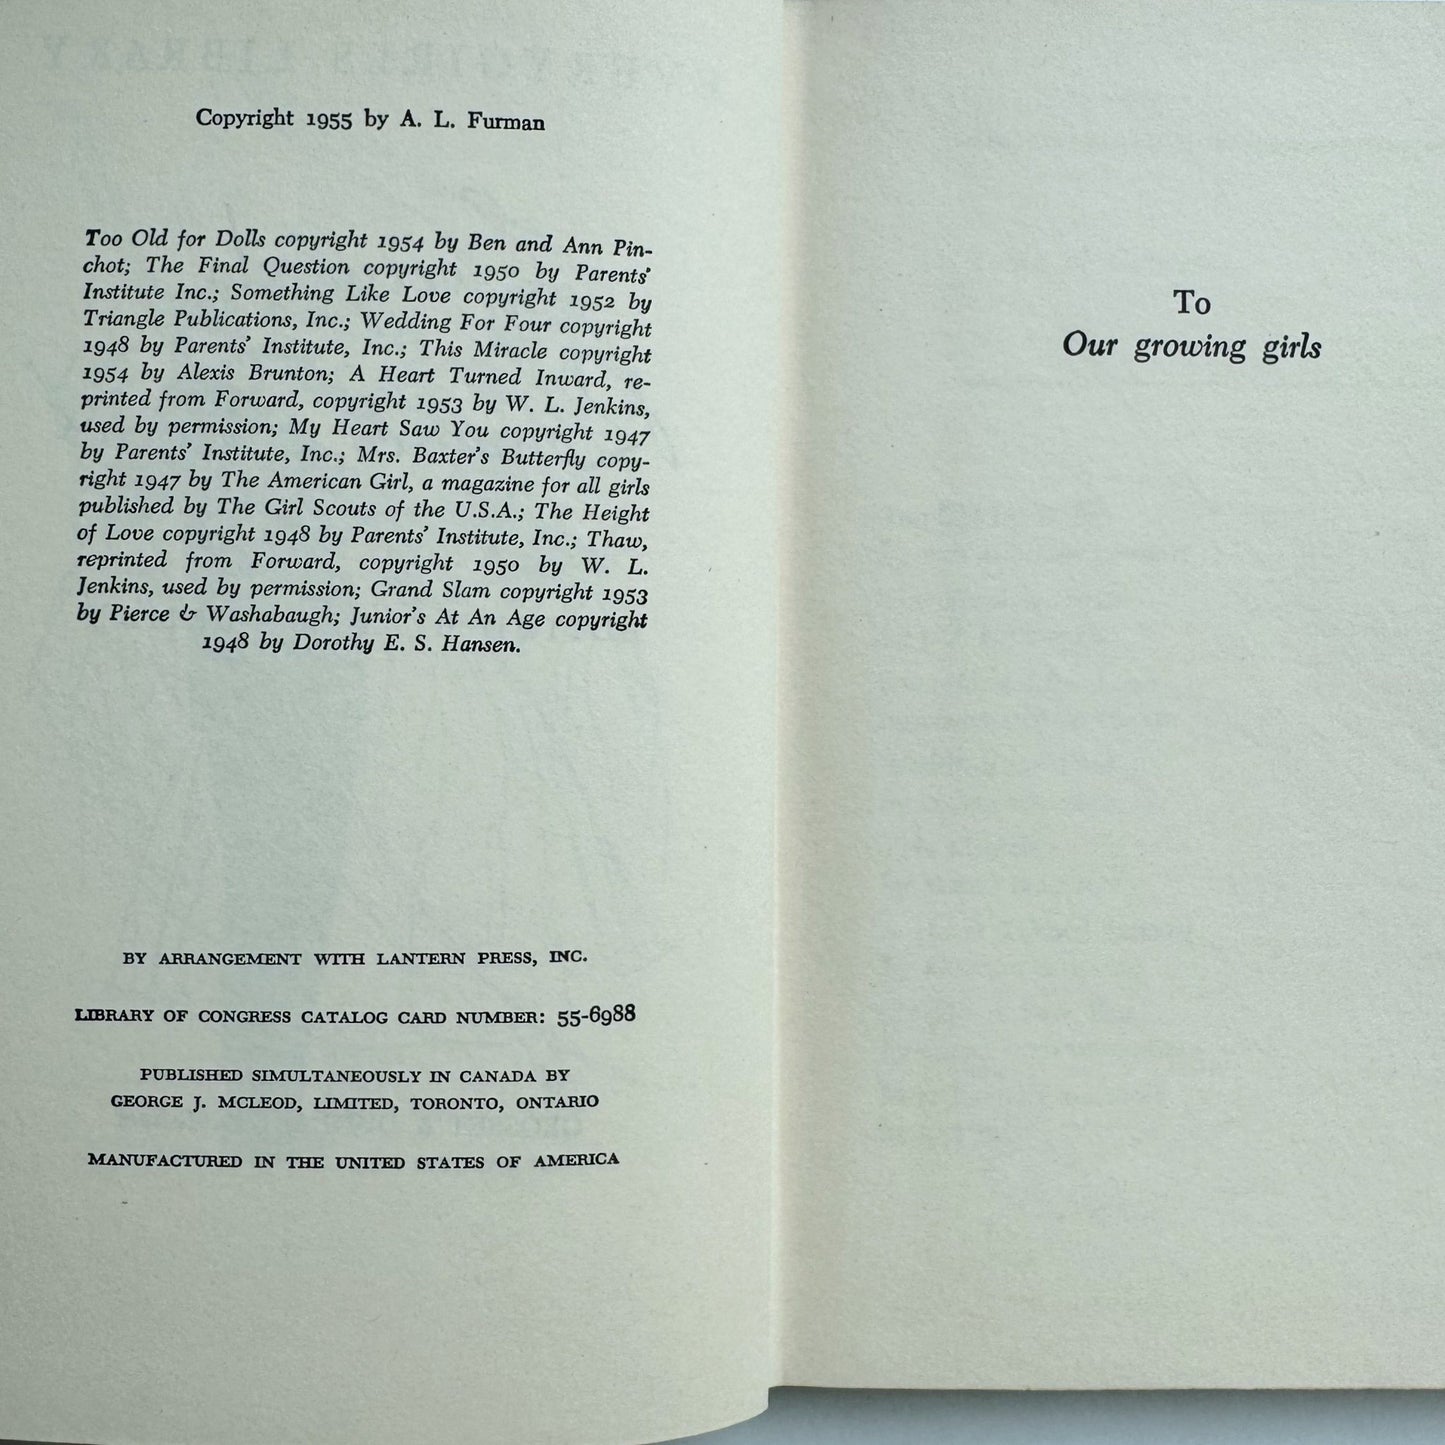 Copyright 1955 by A. L. Furman
Too Old for Dolls copyright 1954 by Ben and Ann Pin-
chot; The Final Question copyright 1950 by Parents'
Institute Inc.; Something Like Love copyright 1952 by
Triangle Publications, Inc.; Wedding For Four copyright
1948 by Parents' Institute, Inc.; This Miracle copyright
1954 by Alexis Brunton; A Heart Turned Inward, re-
printed from Forward, copyright 1953 by W. L. Jenkins,
used by permission; My Heart Saw You copyright 1947
by Parents' Institute, Inc.; Mrs. Baxter's Butterfly copy-
right 1947 by The American Girl, a magazine for all girls
published by The Girl Scouts of the U.S.A.; The Height
of Love copyright 1948 by Parents' Institute, Inc.; Thaw,
reprinted from Forward, copyright 1950 by W. L.
Jenkins, used by permission; Grand Slam copyright 1953
by Pierce & Washabaugh; Junior's At An Age copyright
1948 by Dorothy E. S. Hansen.
BY ARRANGEMENT WITH LANTERN PRESS, INC.
LIBRARY OF CONGRESS CATALOG CARD NUMBER: 55-6988
PUBLISHED SIMULTANEOUSLY IN CANADA BY
GEORGE J. MCLEOD, LIMITED, TORONTO, ONTARIO
MANUFACTURED IN THE UNITED STATES OF AMERICA
To
Our growing girls